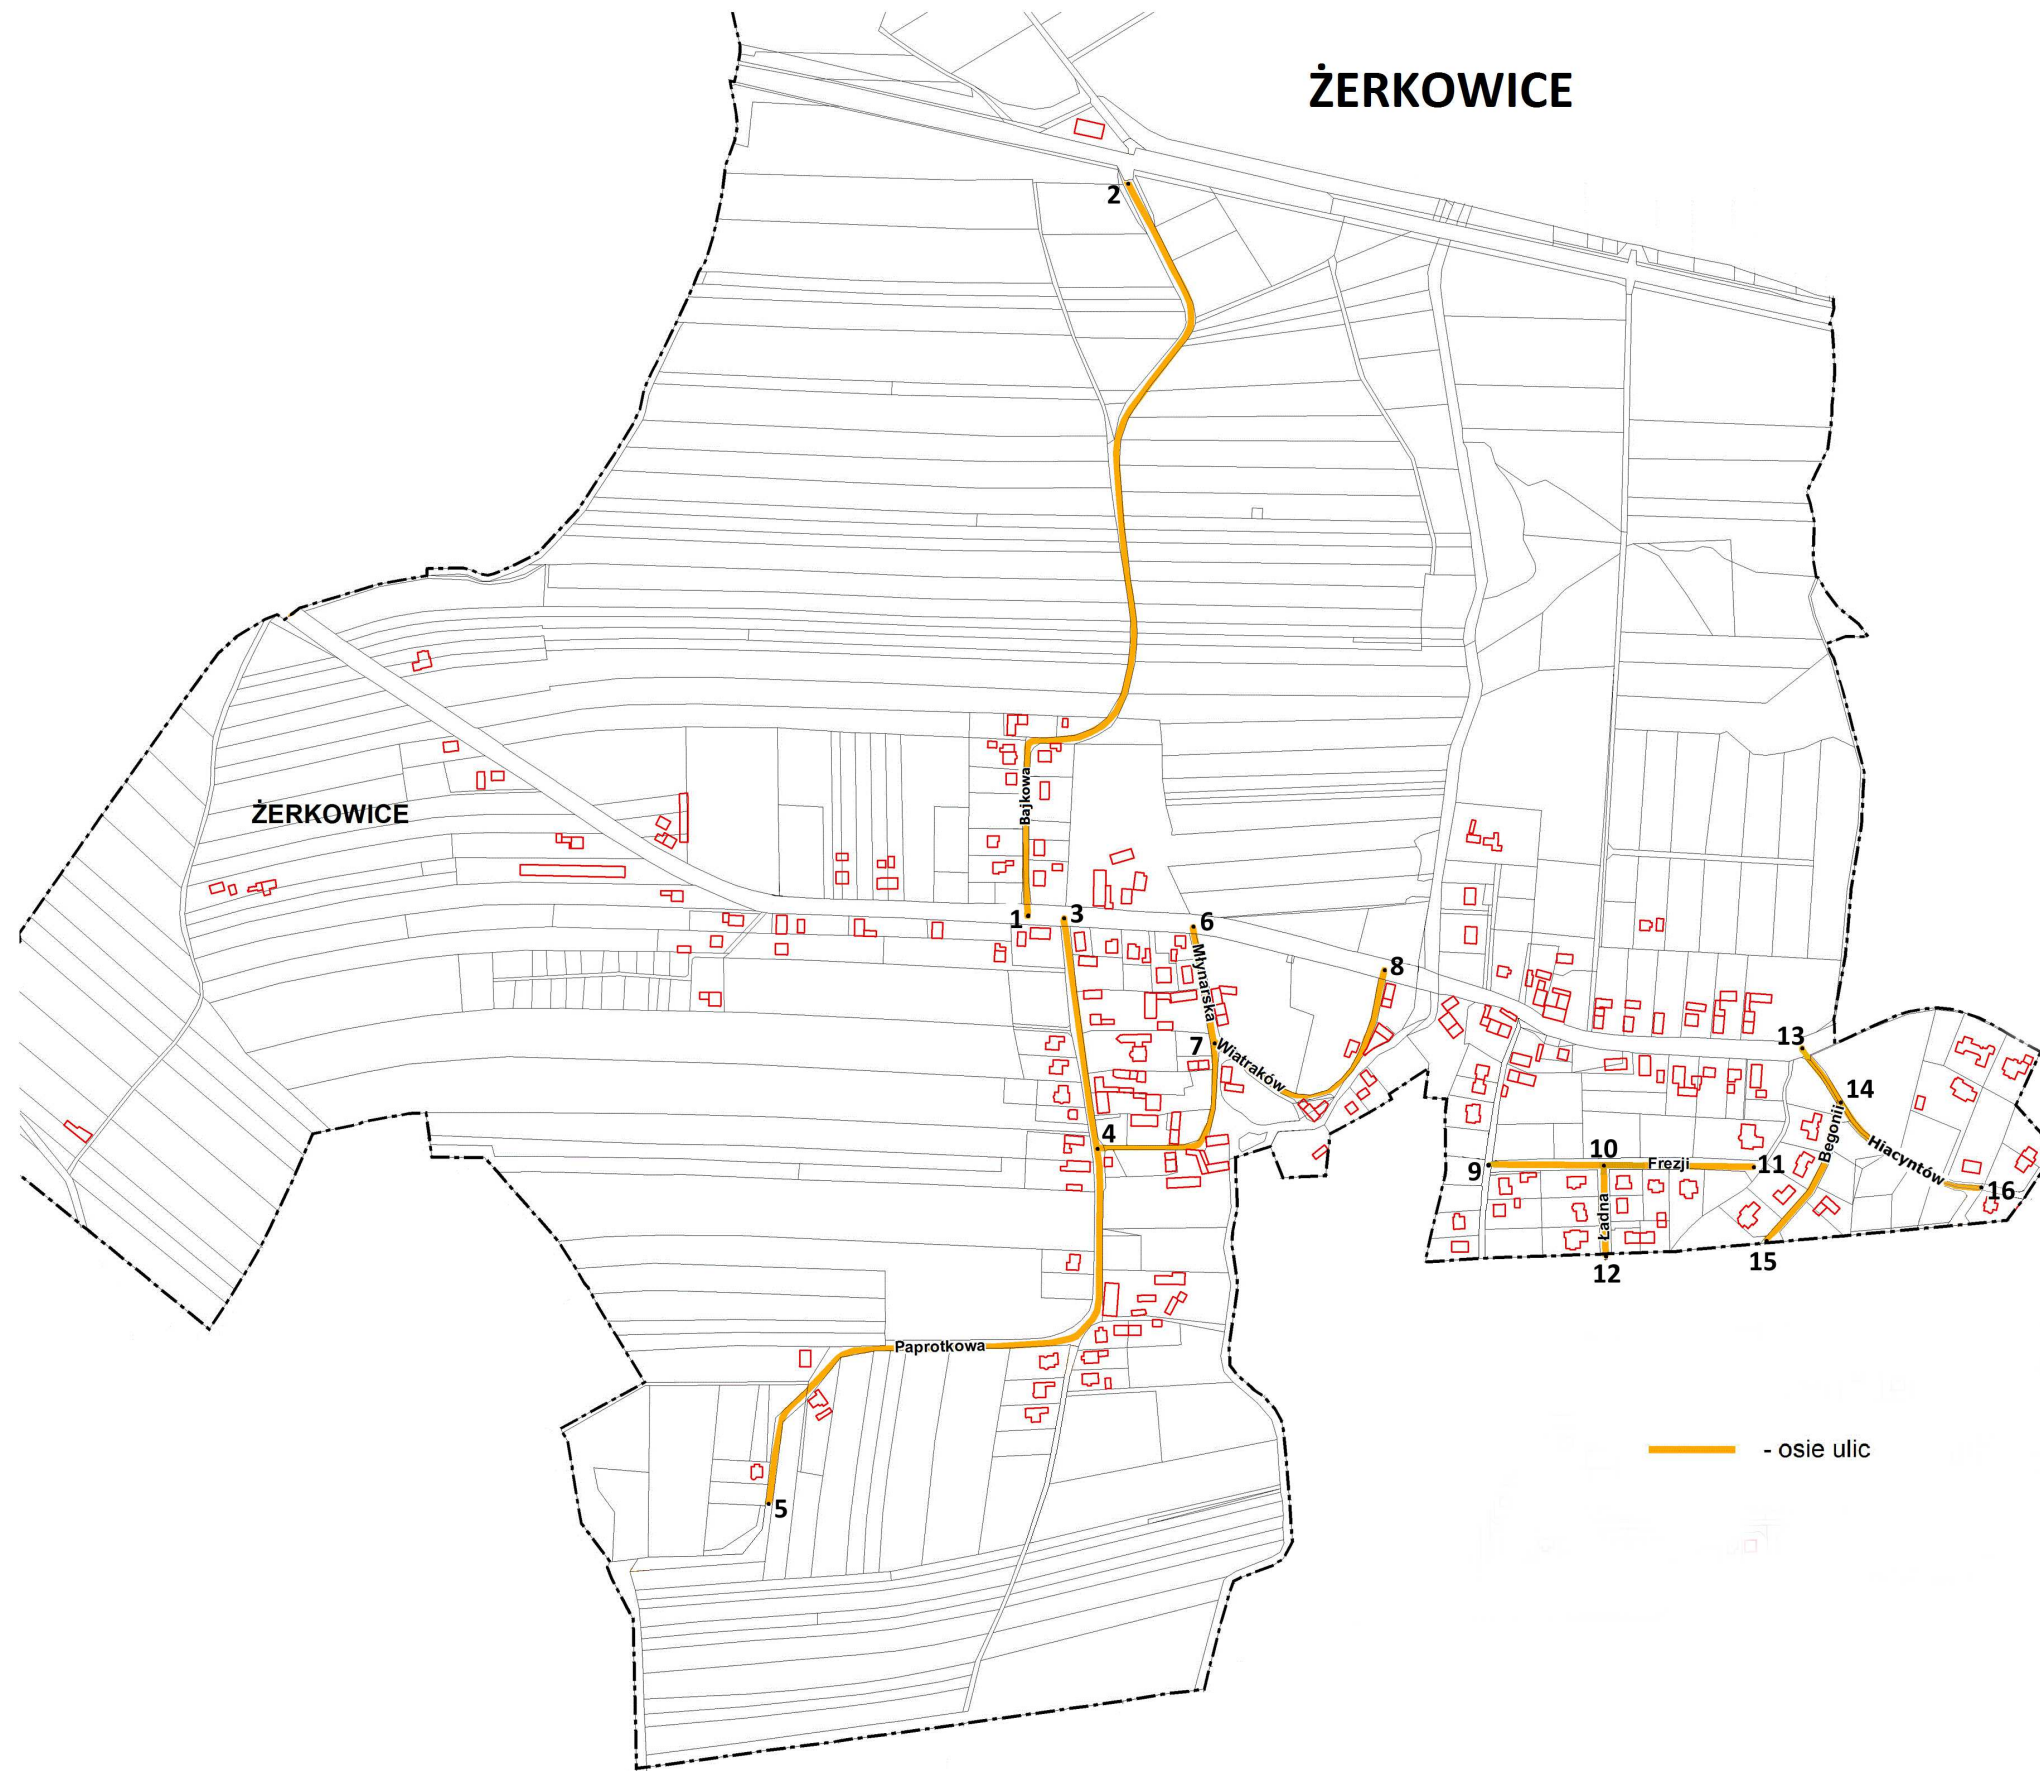 ŻERKOWICE
2
Bajkowa
ŻERKOWICE
1
3
6
Młynarska
8
7
Wiatraków
13
14
4
Begonii
Hiacyntów
9
10
Frezji
11
16
Ładna
15
12
Paprotkowa
- osie ulic
5